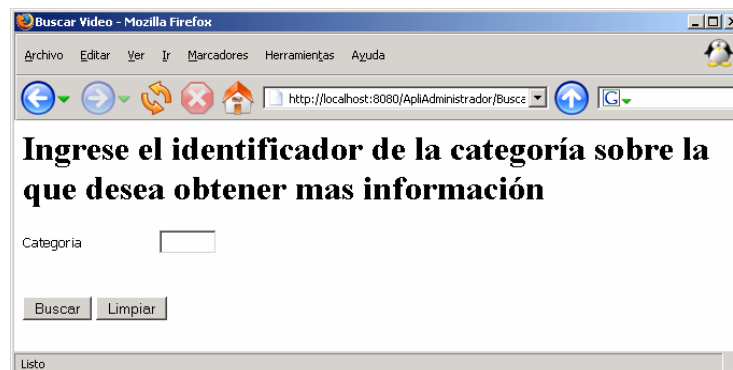 Buscar Video - Mozilla Firefox
Archivo Editar Ver Ir Marcadores Herramientas Ayuda
http://localhost:8080/ApliAdministrador/Busca G
Ingrese el identificador de la categoría sobre la
que desea obtener mas información
Categoria
Buscar Limpiar
Listo